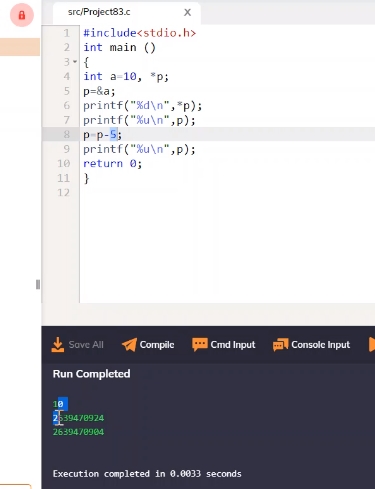 src/Project83.c X
1 #include<stdio.h>
2 int main ()
3 {
4 int a=10, *p;
5 p=&a;
6 printf("%d\n",*p);
7 printf("%u\n",p);
8 p=p-5;
9 printf("%u\n",p);
10 return 0;
11 }
12
Save All Compile Cmd Input Console Input
Run Completed
10
2639470924
2639470904
Execution completed in 0.0033 seconds